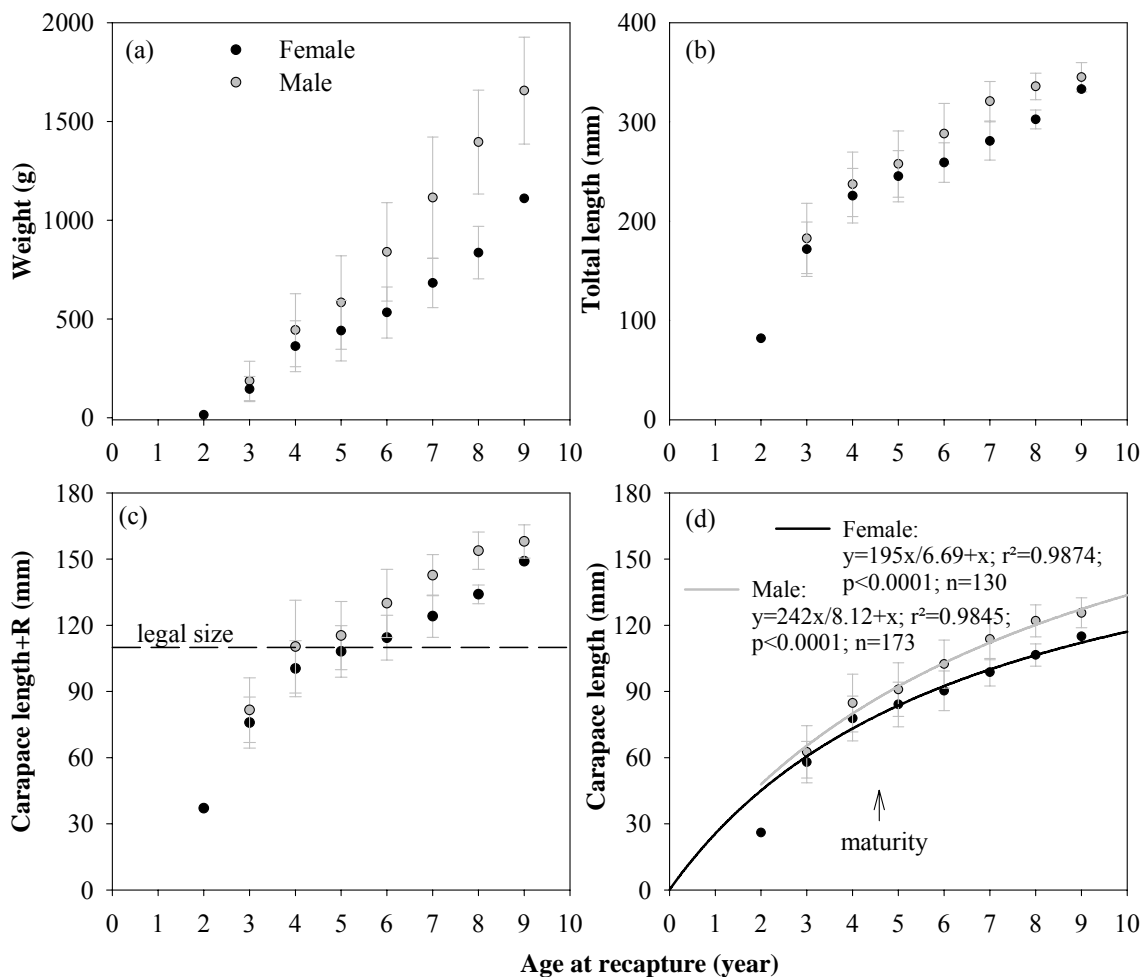 (a)
Female
Male
Weight (g)
2000
1500
1000
500
0
0 1 2 3 4 5 6 7 8 9 10
(b)
Toltal length (mm)
400
300
200
100
0
0 1 2 3 4 5 6 7 8 9 10
(c)
legal size
Carapace length+R (mm)
180
150
120
90
60
30
0
0 1 2 3 4 5 6 7 8 9 10
(d)
Female:
y=195x/6.69+x; r²=0.9874;
p<0.0001; n=130
Male:
y=242x/8.12+x; r²=0.9845;
p<0.0001; n=173
maturity
Carapace length (mm)
180
150
120
90
60
30
0
0 1 2 3 4 5 6 7 8 9 10
Age at recapture (year)